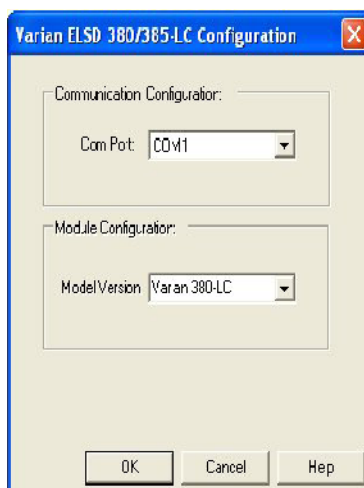 Varian ELSD 380/385-LC Configuration
Communication Configuration:
Com Port: COM1
Module Configuration:
Model Version Varian 380-LC
OK Cancel Help